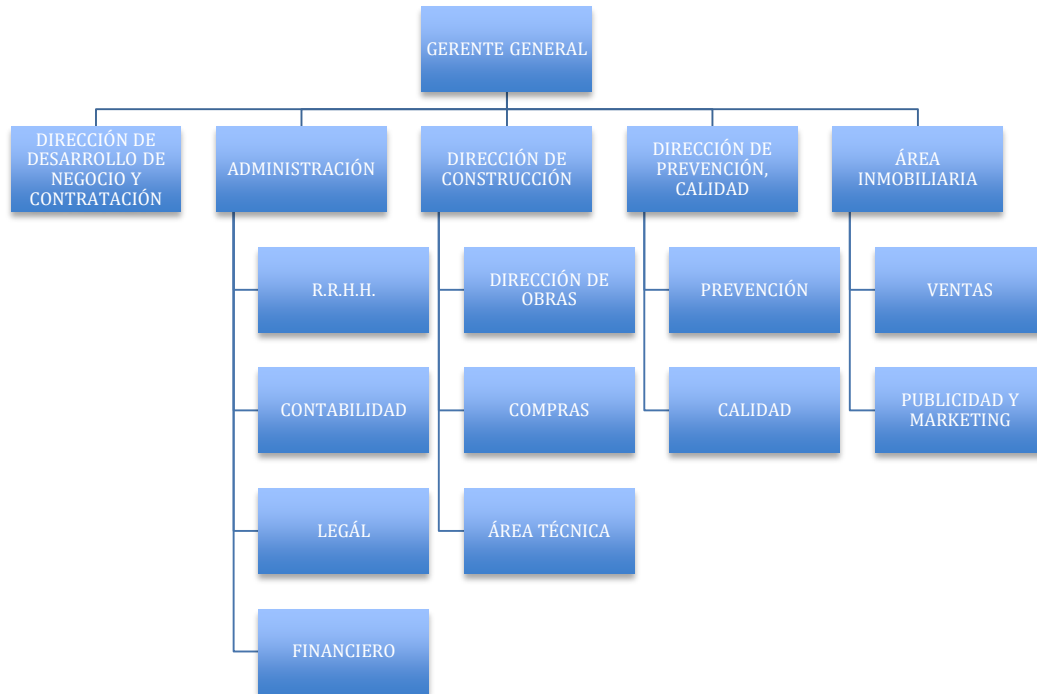 GERENTE GENERAL
DIRECCIÓN DE
DESARROLLO DE
NEGOCIO Y
CONTRATACIÓN
ADMINISTRACIÓN
DIRECCIÓN DE
CONSTRUCCIÓN
DIRECCIÓN DE
PREVENCIÓN,
CALIDAD
ÁREA
INMOBILIARIA
R.R.H.H.
DIRECCIÓN DE
OBRAS
PREVENCIÓN
VENTAS
CONTABILIDAD
COMPRAS
CALIDAD
PUBLICIDAD Y
MARKETING
LEGÁL
ÁREA TÉCNICA
FINANCIERO